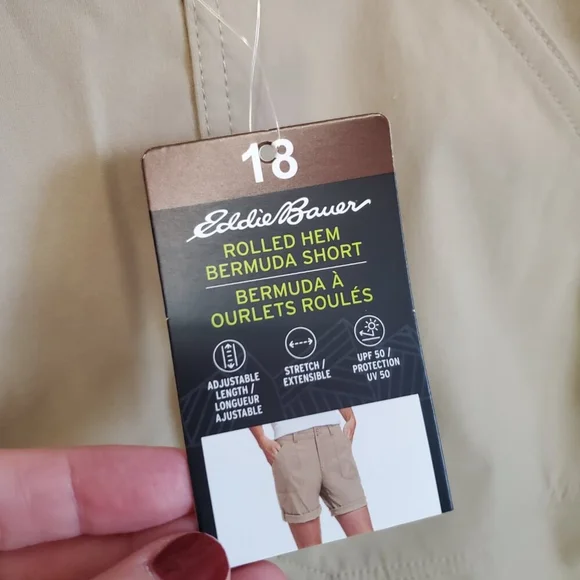 18
Eddie Bauer
ROLLED HEM
BERMUDA SHORT
BERMUDA À
OURLETS ROULÉS
ADJUSTABLE
LENGTH /
LONGUEUR
AJUSTABLE
STRETCH /
EXTENSIBLE
UPF 50 /
PROTECTION
UV 50